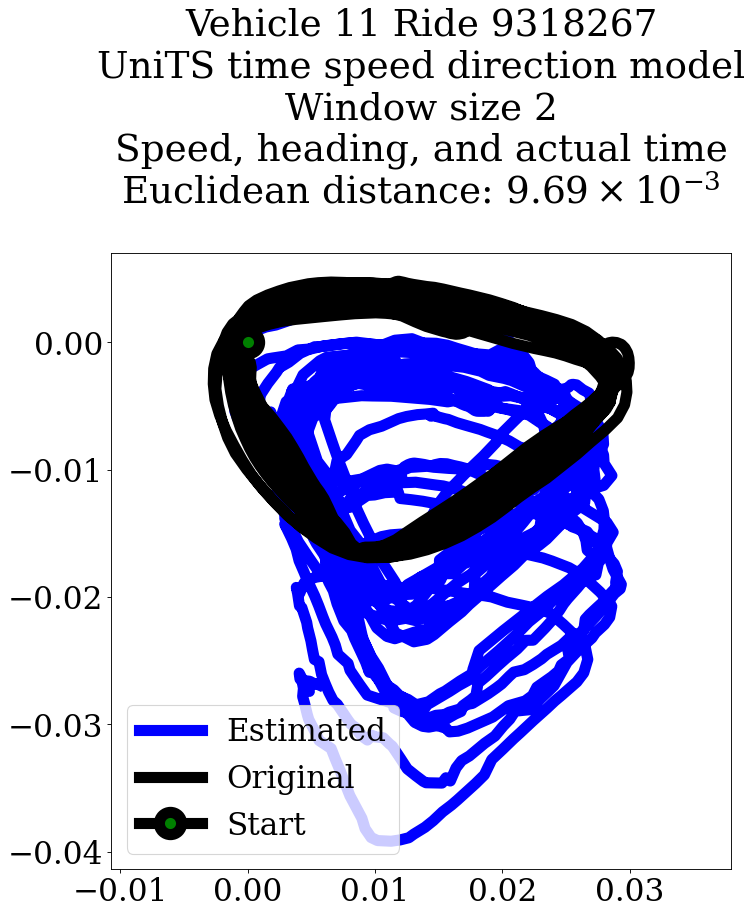 Vehicle 11 Ride 9318267
UniTS time speed direction model
Window size 2
Speed, heading, and actual time
Euclidean distance: 9.69 × 10⁻³
0.00
−0.01
−0.02
−0.03
−0.04
Estimated
Original
Start
−0.01 0.00 0.01 0.02 0.03